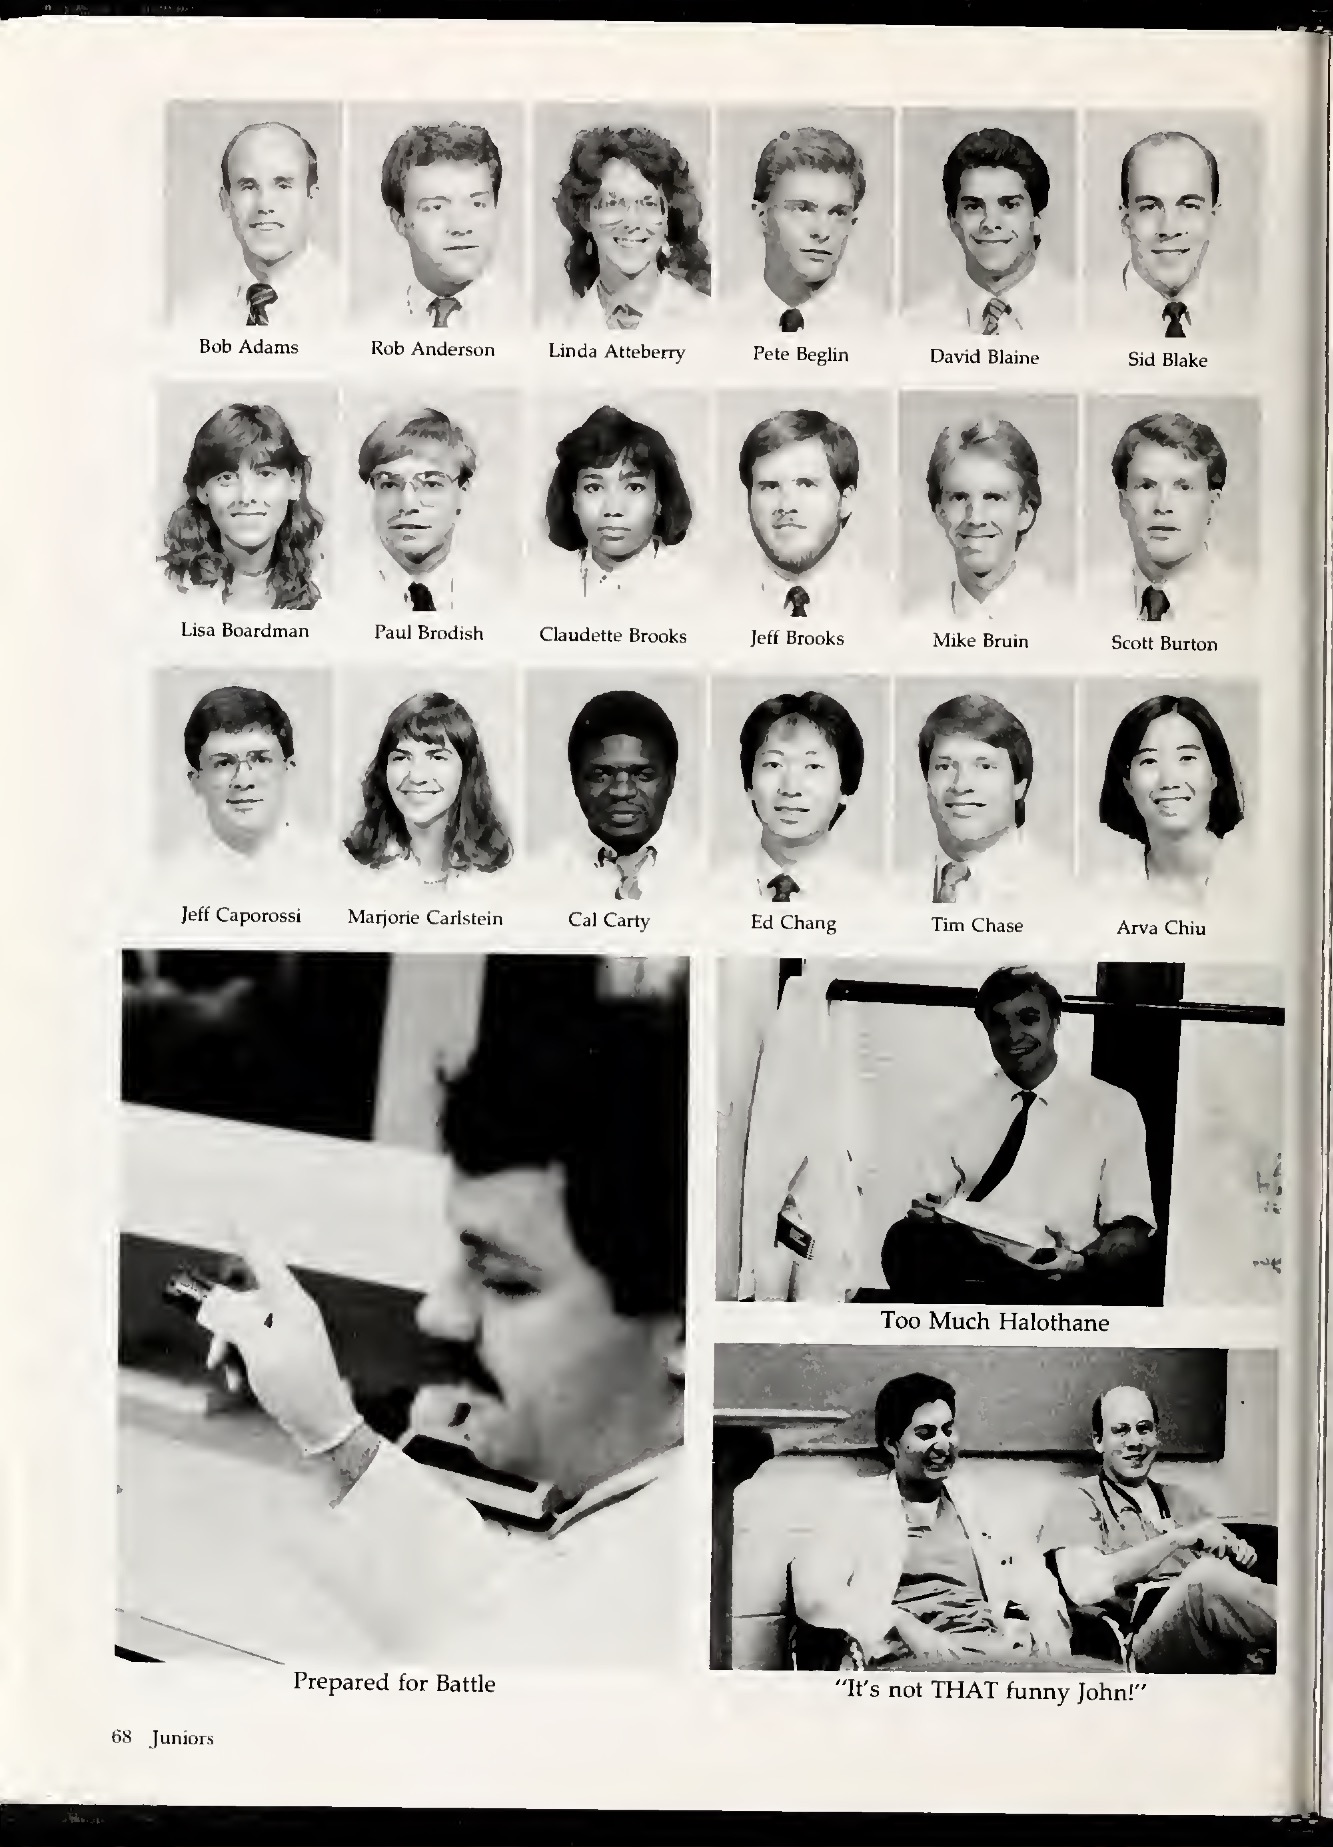 Bob Adams
Rob Anderson
Linda Atteberry
Pete Beglin
David Blaine
Sid Blake
Lisa Boardman
Paul Brodish
Claudette Brooks
Jeff Brooks
Mike Bruin
Scott Burton
Jeff Caporossi
Marjorie Carlstein
Cal Carty
Ed Chang
Tim Chase
Arva Chiu
Too Much Halothane
Prepared for Battle
"It's not THAT funny John!"
68 Juniors